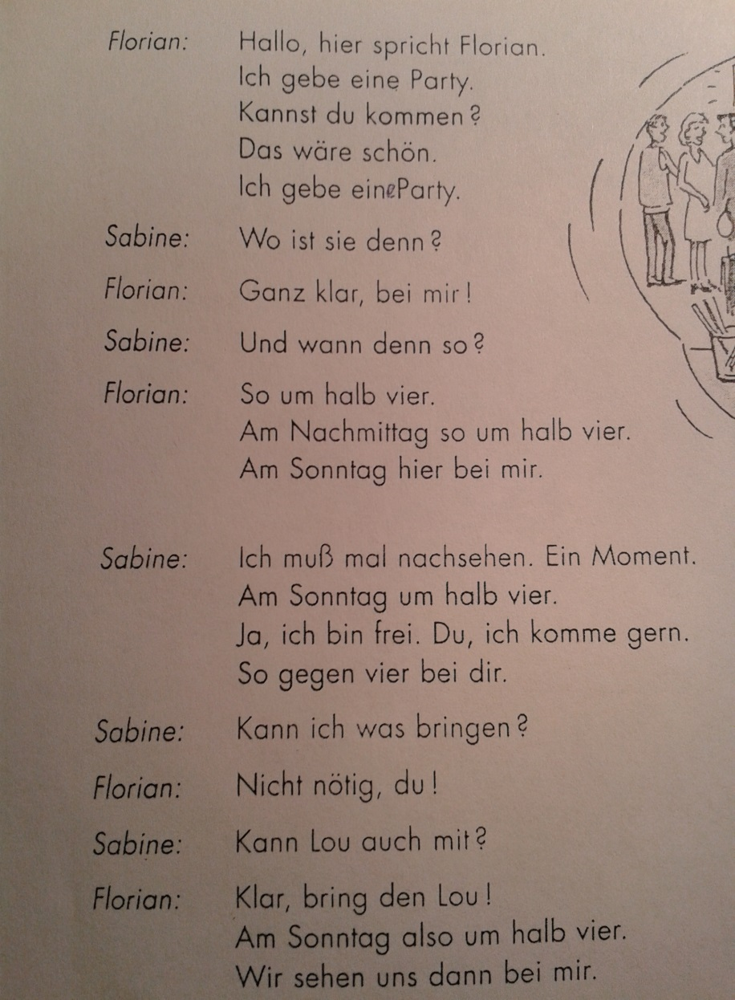 Florian: Hallo, hier spricht Florian.
Ich gebe eine Party.
Kannst du kommen?
Das wäre schön.
Ich gebe eine Party.
Sabine: Wo ist sie denn?
Florian: Ganz klar, bei mir!
Sabine: Und wann denn so?
Florian: So um halb vier.
Am Nachmittag so um halb vier.
Am Sonntag hier bei mir.
Sabine: Ich muß mal nachsehen. Ein Moment.
Am Sonntag um halb vier.
Ja, ich bin frei. Du, ich komme gern.
So gegen vier bei dir.
Sabine: Kann ich was bringen?
Florian: Nicht nötig, du!
Sabine: Kann Lou auch mit?
Florian: Klar, bring den Lou!
Am Sonntag also um halb vier.
Wir sehen uns dann bei mir.